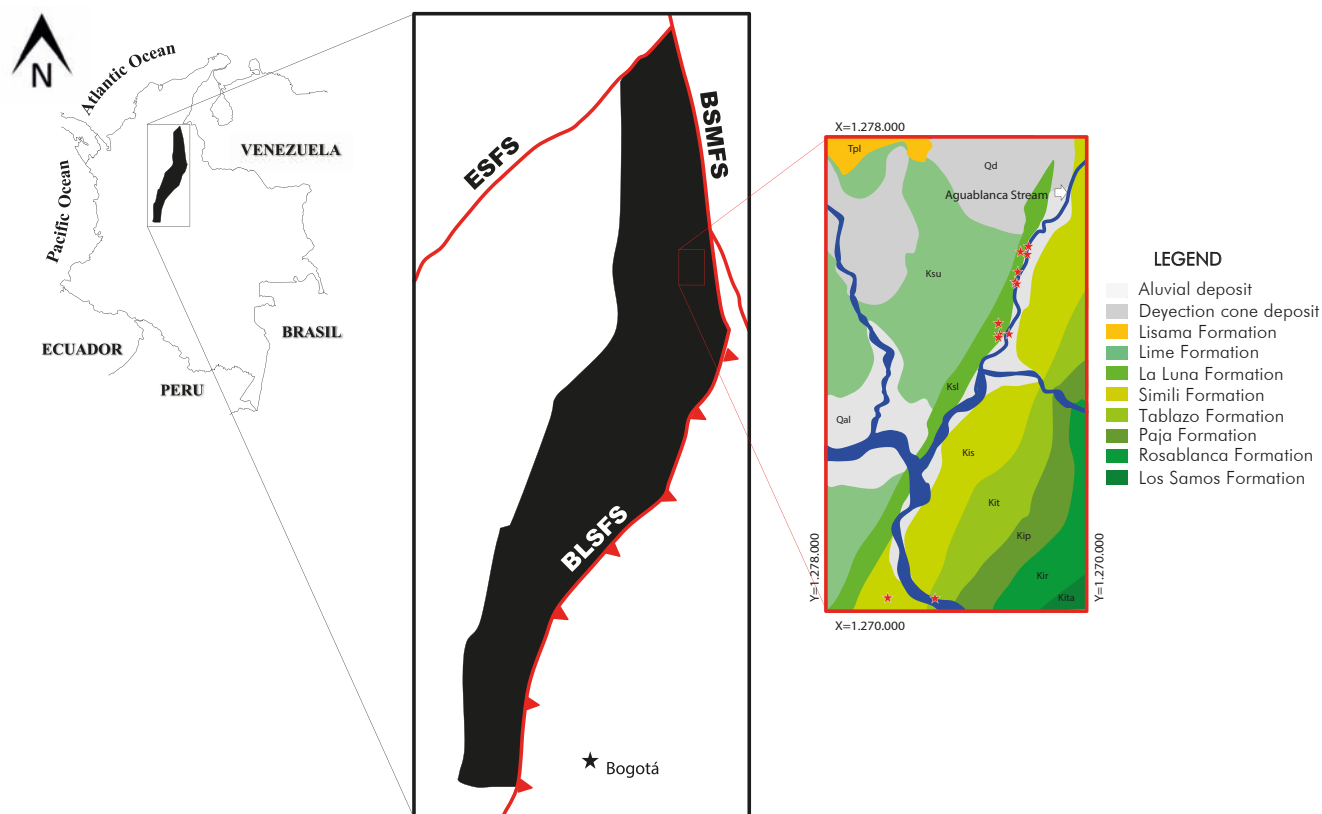 N
Atlantic Ocean
Pacific Ocean
VENEZUELA
BRASIL
ECUADOR
PERU
ESFS
BSMFS
BLSFS
Bogotá
X=1.278.000
Tpl
Qd
Aguablanca Stream
Ksu
Ksl
Qal
Kis
Kit
Kip
Kir
Kita
Y=1.278.000
Y=1.270.000
X=1.270.000
LEGEND
Aluvial deposit
Deyection cone deposit
Lisama Formation
Lime Formation
La Luna Formation
Simili Formation
Tablazo Formation
Paja Formation
Rosablanca Formation
Los Samos Formation